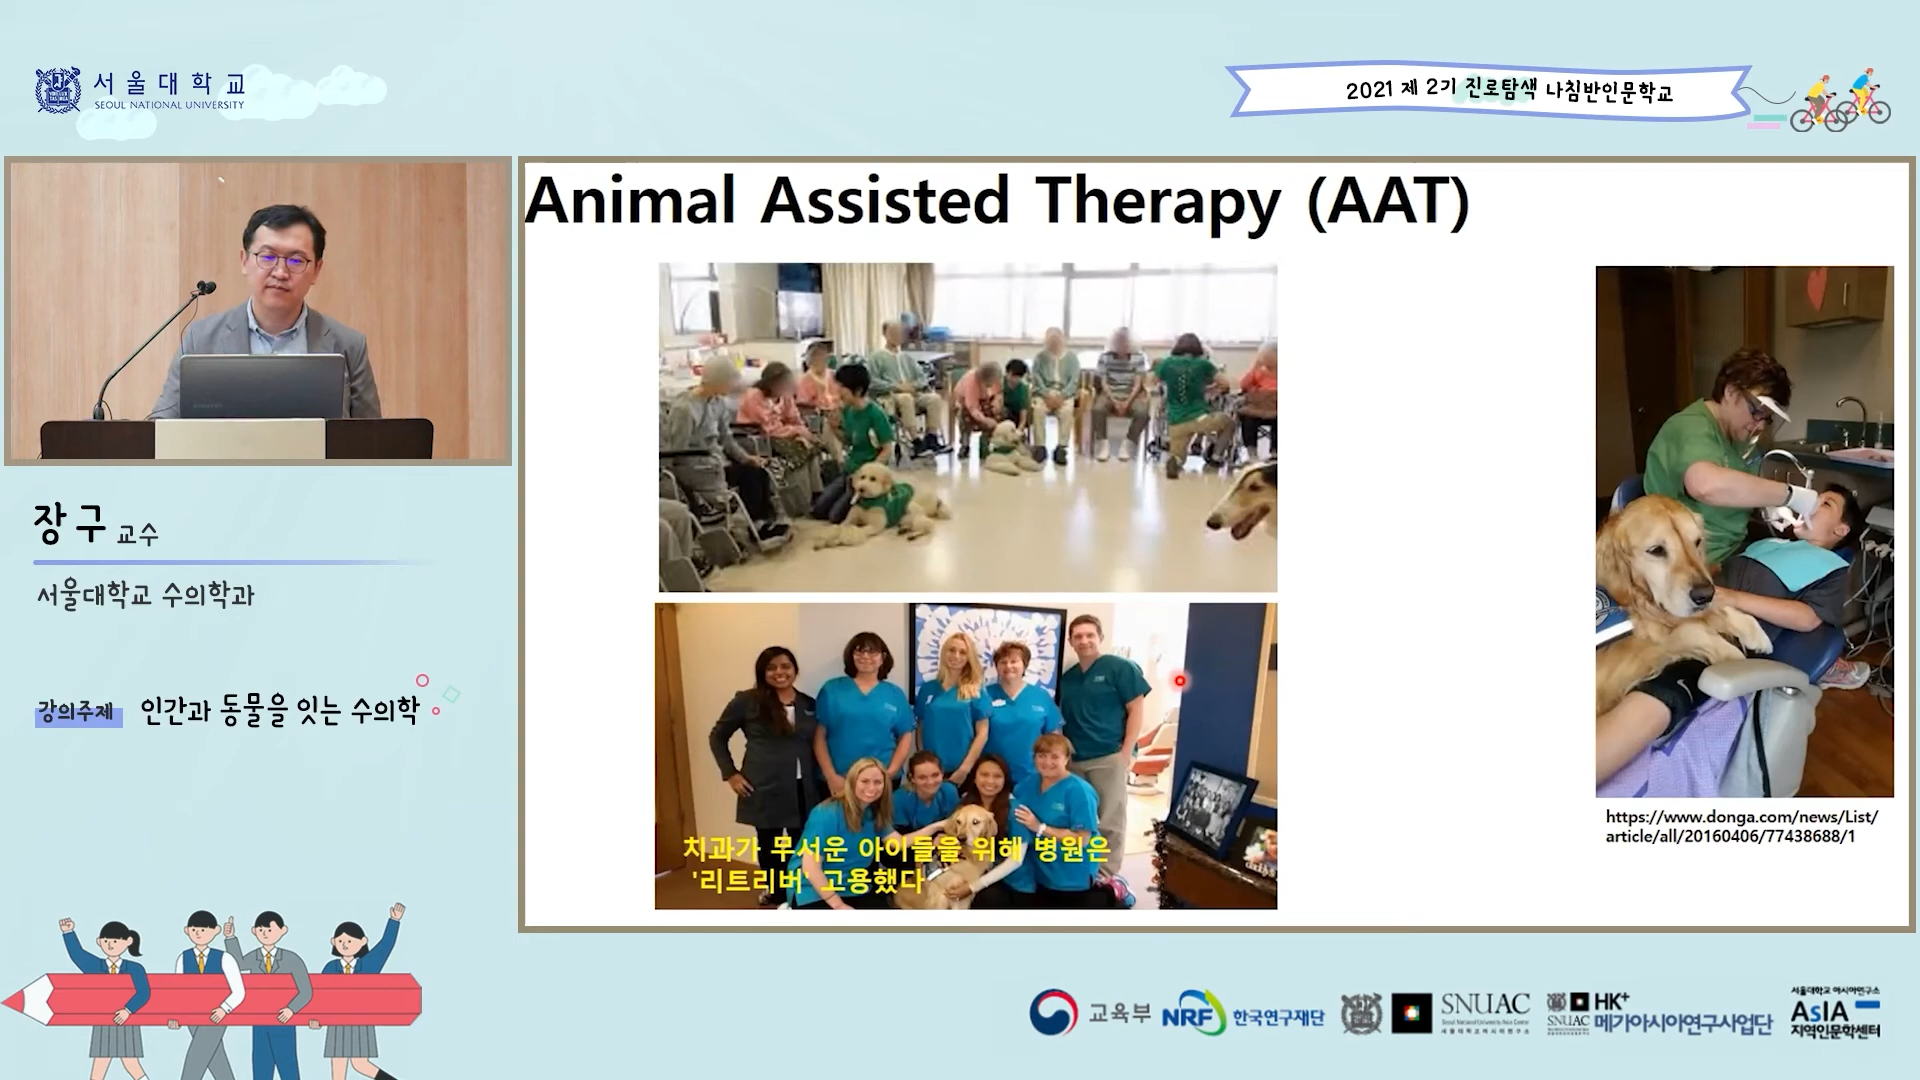 서울대학교
SEOUL NATIONAL UNIVERSITY
2021 제 2기 진로탐색 나침반인문학교
Animal Assisted Therapy (AAT)
장구 교수
서울대학교 수의학과
강의주제 인간과 동물을 잇는 수의학
치과가 무서운 아이들을 위해 병원은
'리트리버' 고용했다
https://www.donga.com/news/List/
article/all/20160406/77438688/1
교육부
NRF 한국연구재단
SNUAC
Seoul National University Asia Center
서울대학교 아시아연구소
HK+
SNUAC 메가아시아연구사업단
서울대학교 아시아연구소
AsIA
지역인문학센터